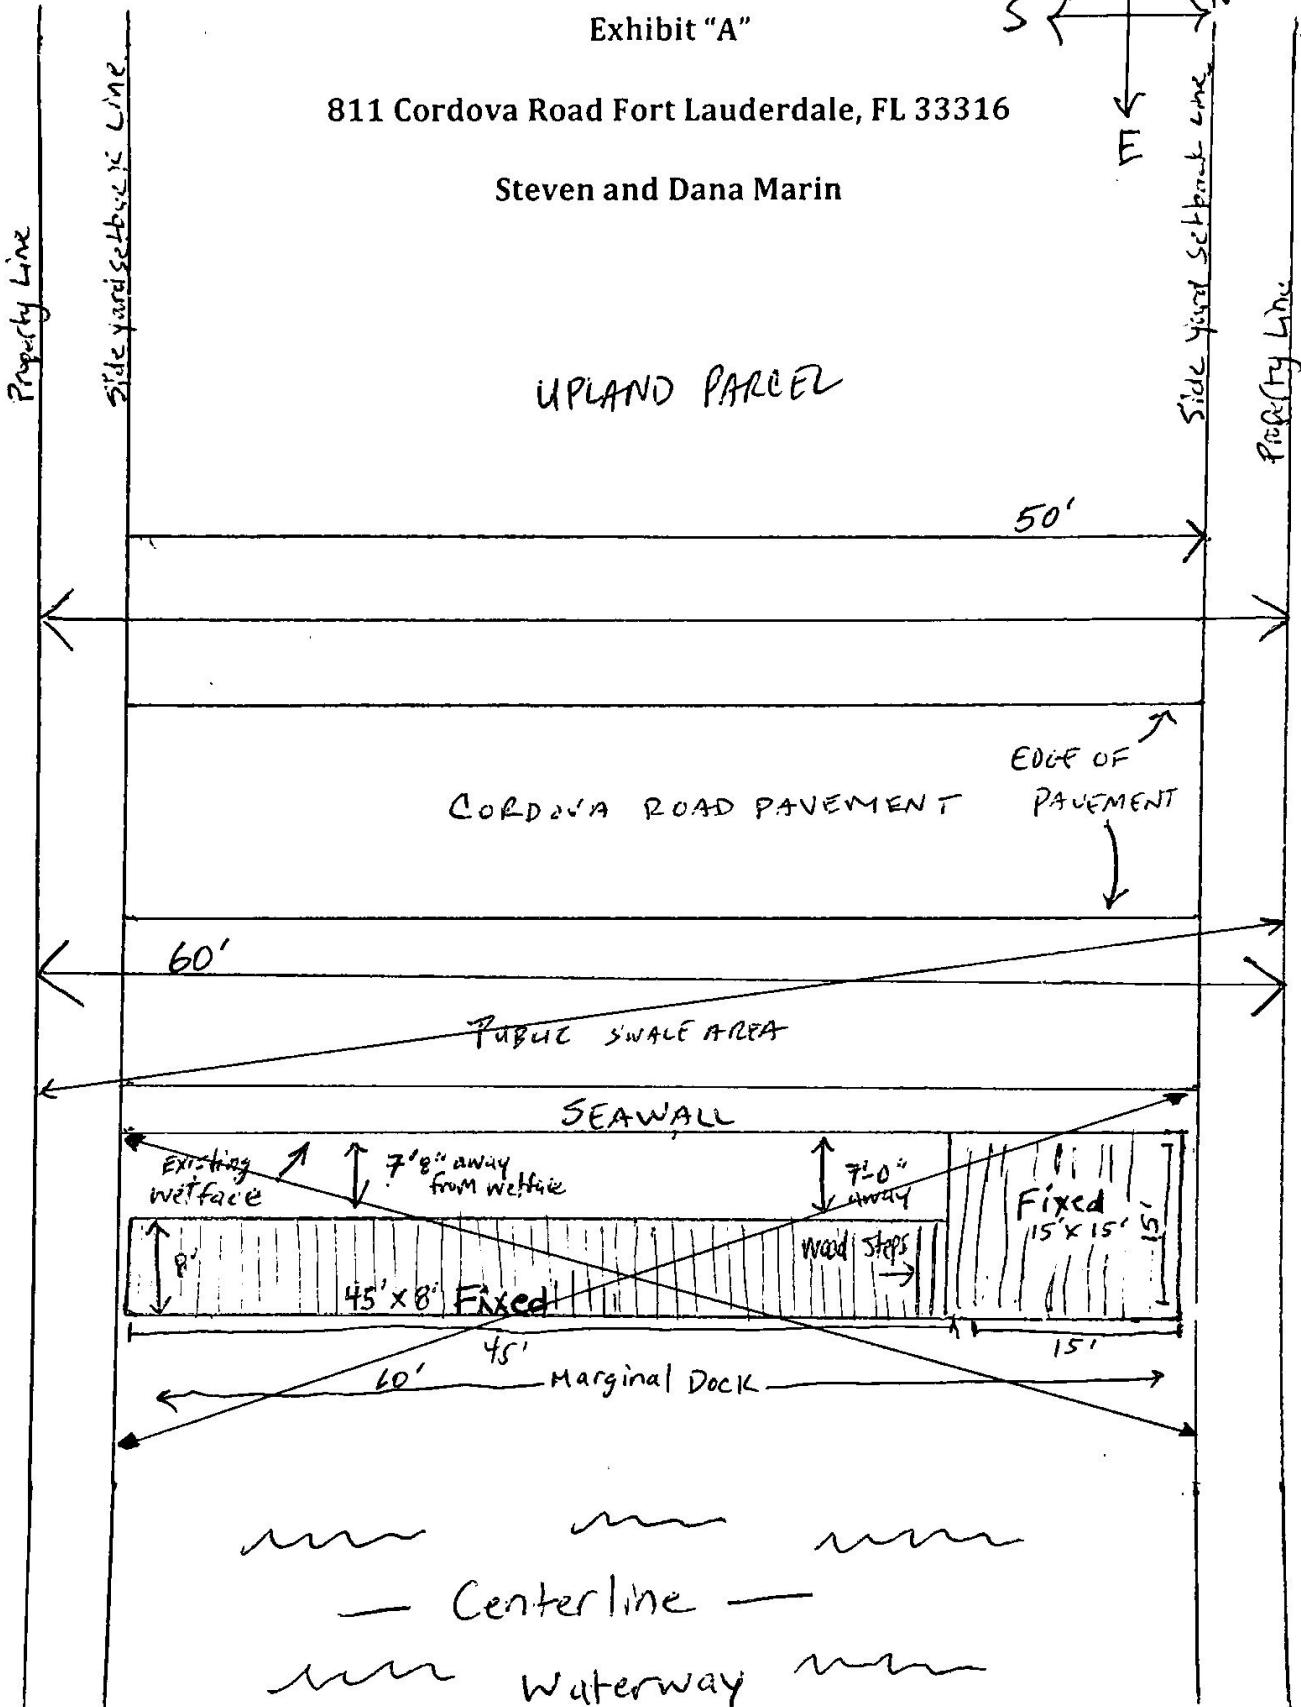 Exhibit “A”
S
E
811 Cordova Road Fort Lauderdale, FL 33316
Steven and Dana Marin
Property Line
Side yard setback Line
Side Yard Setback Line
Property Line
UPLAND PARCEL
50'
EDGE OF
PAVEMENT
CORDOVA ROAD PAVEMENT
60'
PUBLIC SWALE AREA
SEAWALL
Existing
wetface
7'8" away
from wetface
7'-0"
away
Fixed
15' x 15'
15'
8'
Wood Steps
45' x 8' Fixed
45'
15'
60'
Marginal Dock
Centerline
Waterway